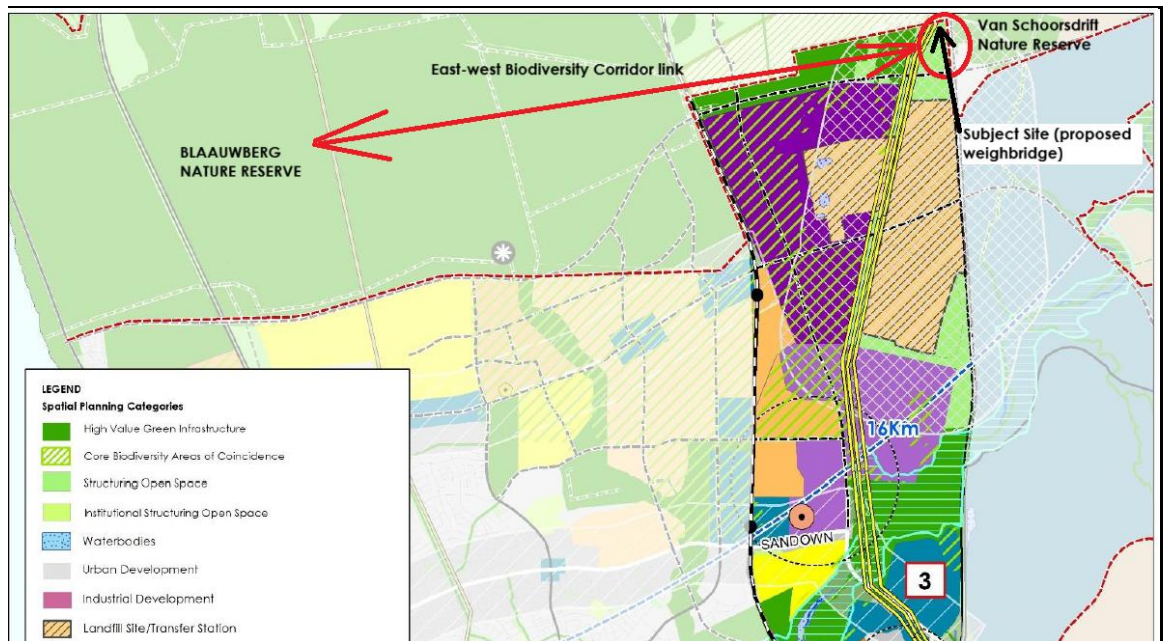 Van Schoorsdrift
Nature Reserve
East-west Biodiversity Corridor link
Subject Site (proposed
weighbridge)
BLAAUWBERG
NATURE RESERVE
16Km
SANDOWN
3
LEGEND
Spatial Planning Categories
High Value Green Infrastructure
Core Biodiversity Areas of Coincidence
Structuring Open Space
Institutional Structuring Open Space
Waterbodies
Urban Development
Industrial Development
Landfill Site/Transfer Station